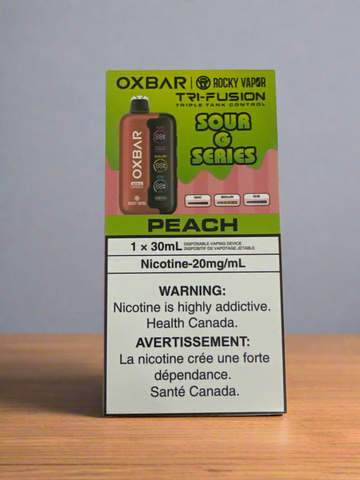 OXBAR | ROCKY VAPOR
TRI-FUSION
TRIPLE TANK CONTROL
SOUR
G
SERIES
OXBAR
PEACH
1 × 30mL DISPOSABLE VAPING DEVICE
DISPOSITIF DE VAPOTAGE JETABLE
Nicotine-20mg/mL
WARNING:
Nicotine is highly addictive.
Health Canada.
AVERTISSEMENT:
La nicotine crée une forte
dépendance.
Santé Canada.